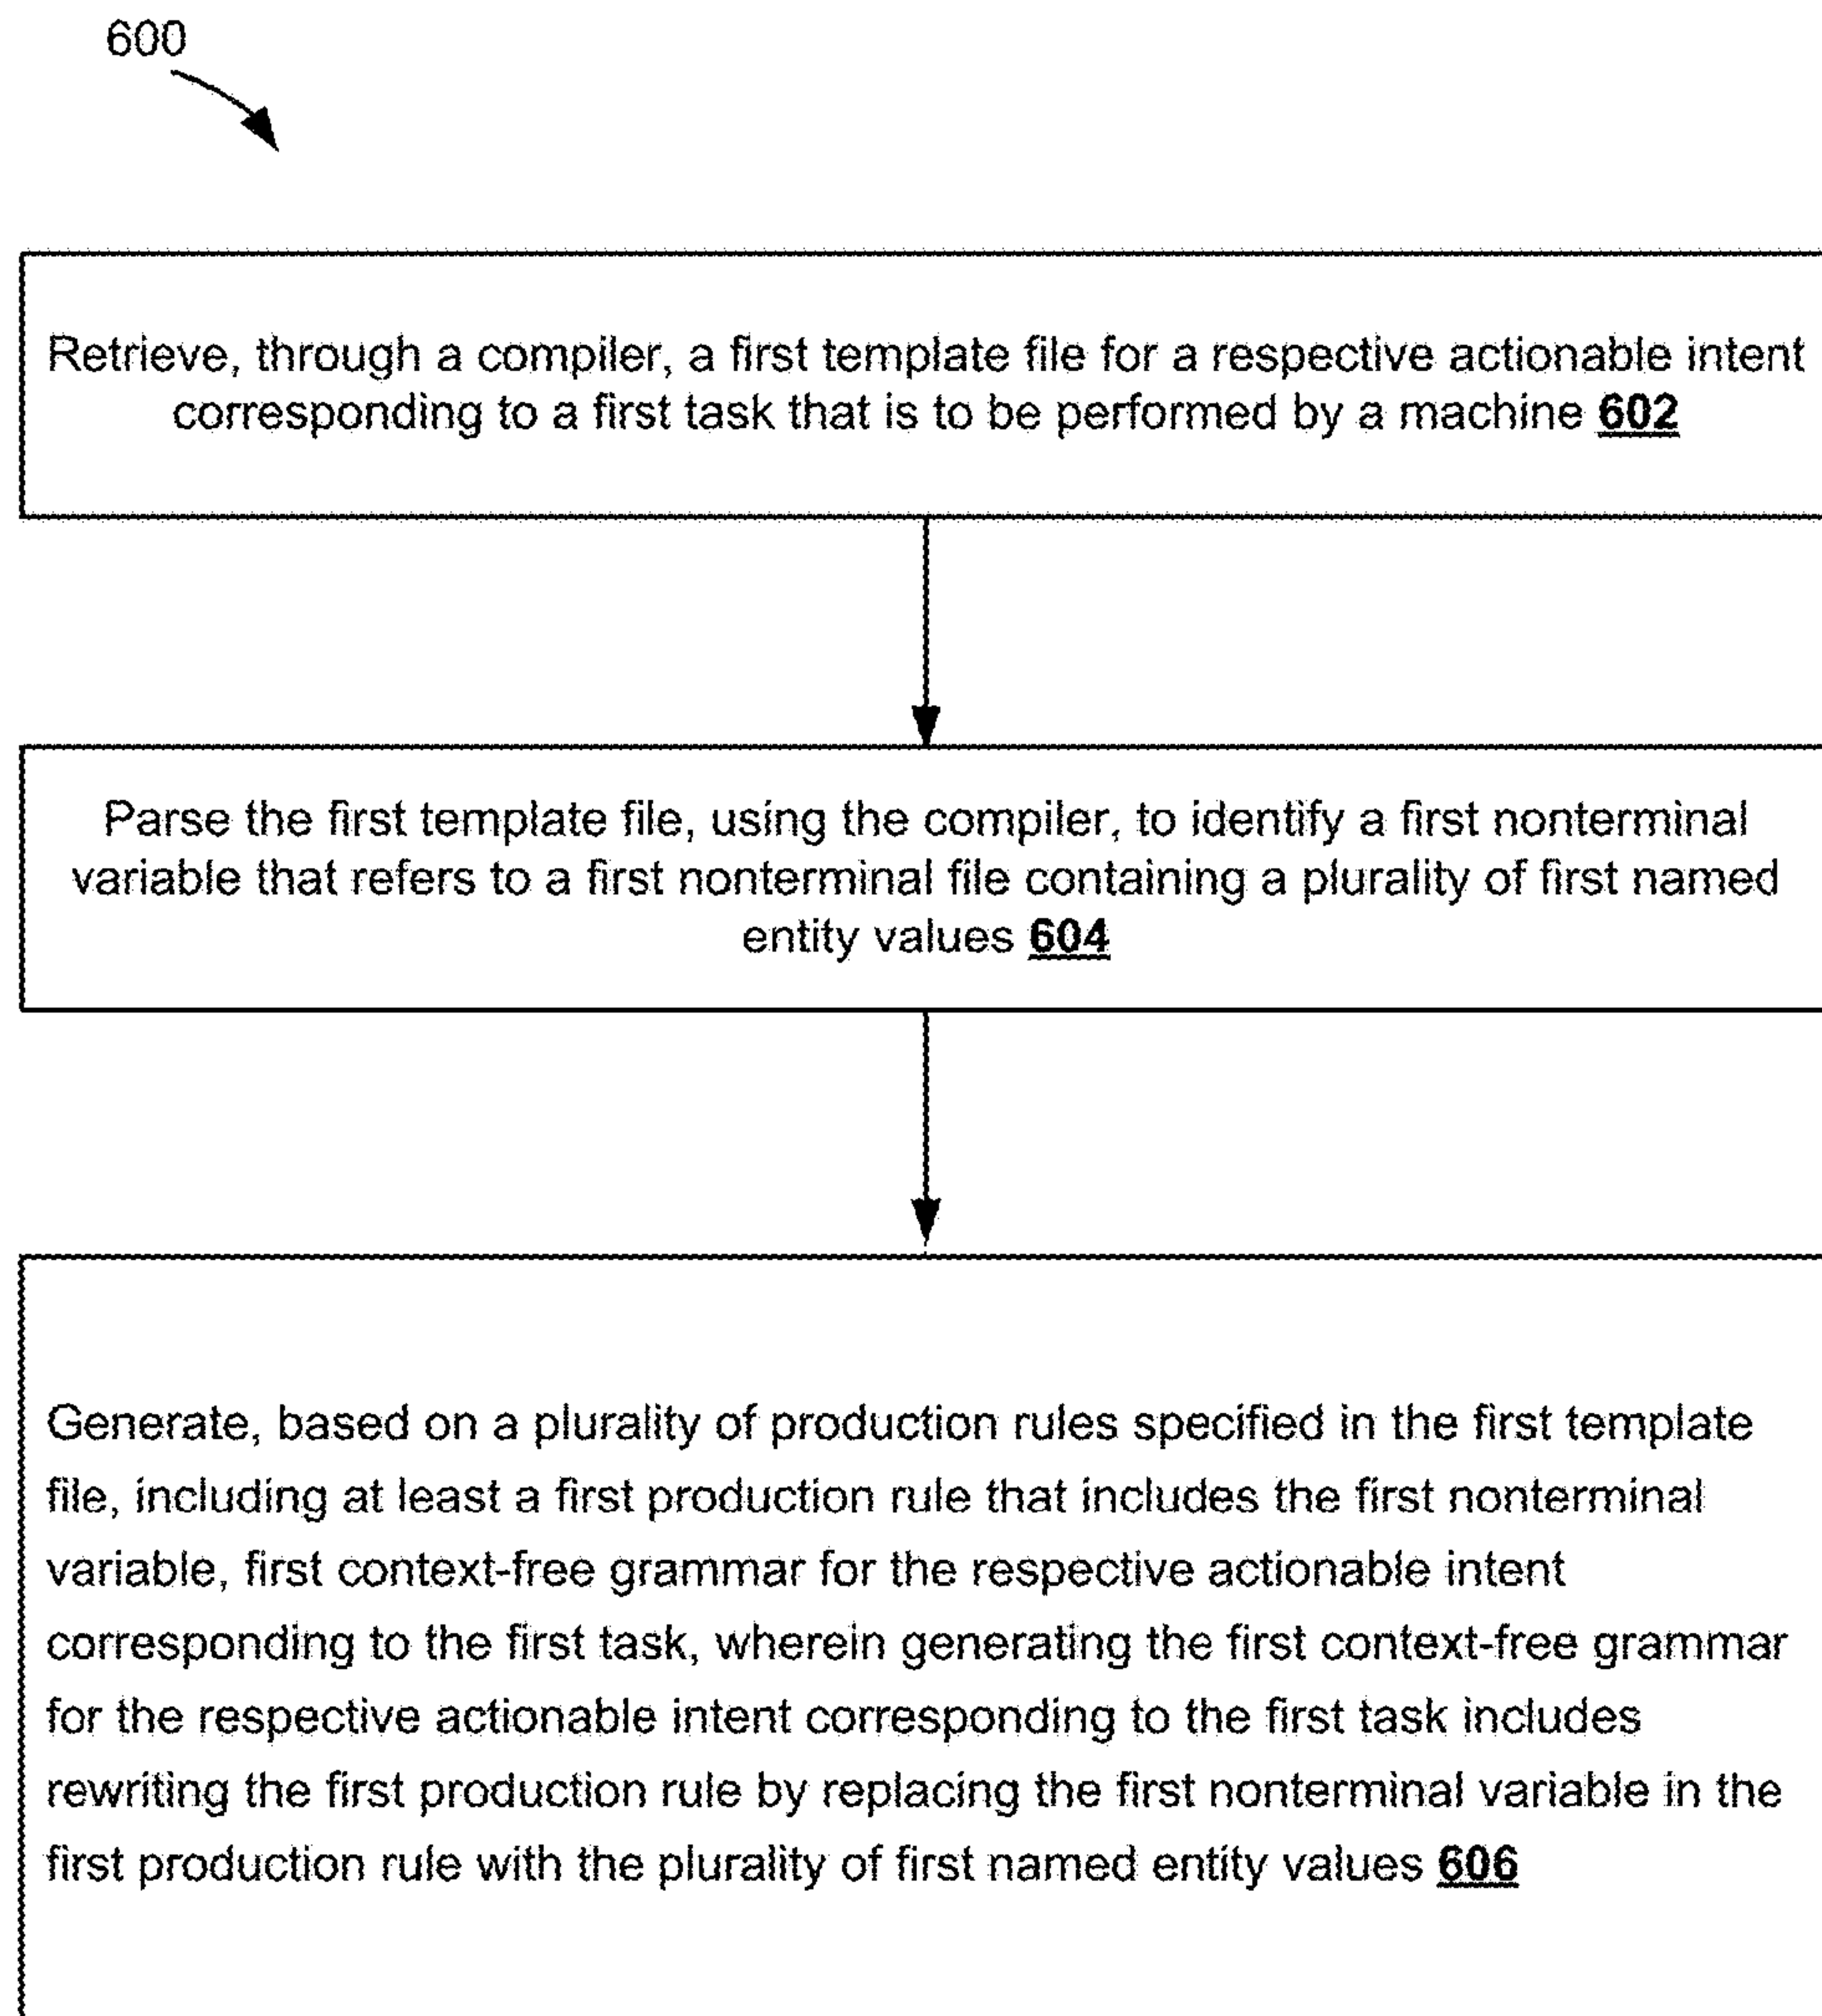 600
Retrieve, through a compiler, a first template file for a respective actionable intent
corresponding to a first task that is to be performed by a machine 602
Parse the first template file, using the compiler, to identify a first nonterminal
variable that refers to a first nonterminal file containing a plurality of first named
entity values 604
Generate, based on a plurality of production rules specified in the first template
file, including at least a first production rule that includes the first nonterminal
variable, first context-free grammar for the respective actionable intent
corresponding to the first task, wherein generating the first context-free grammar
for the respective actionable intent corresponding to the first task includes
rewriting the first production rule by replacing the first nonterminal variable in the
first production rule with the plurality of first named entity values 606